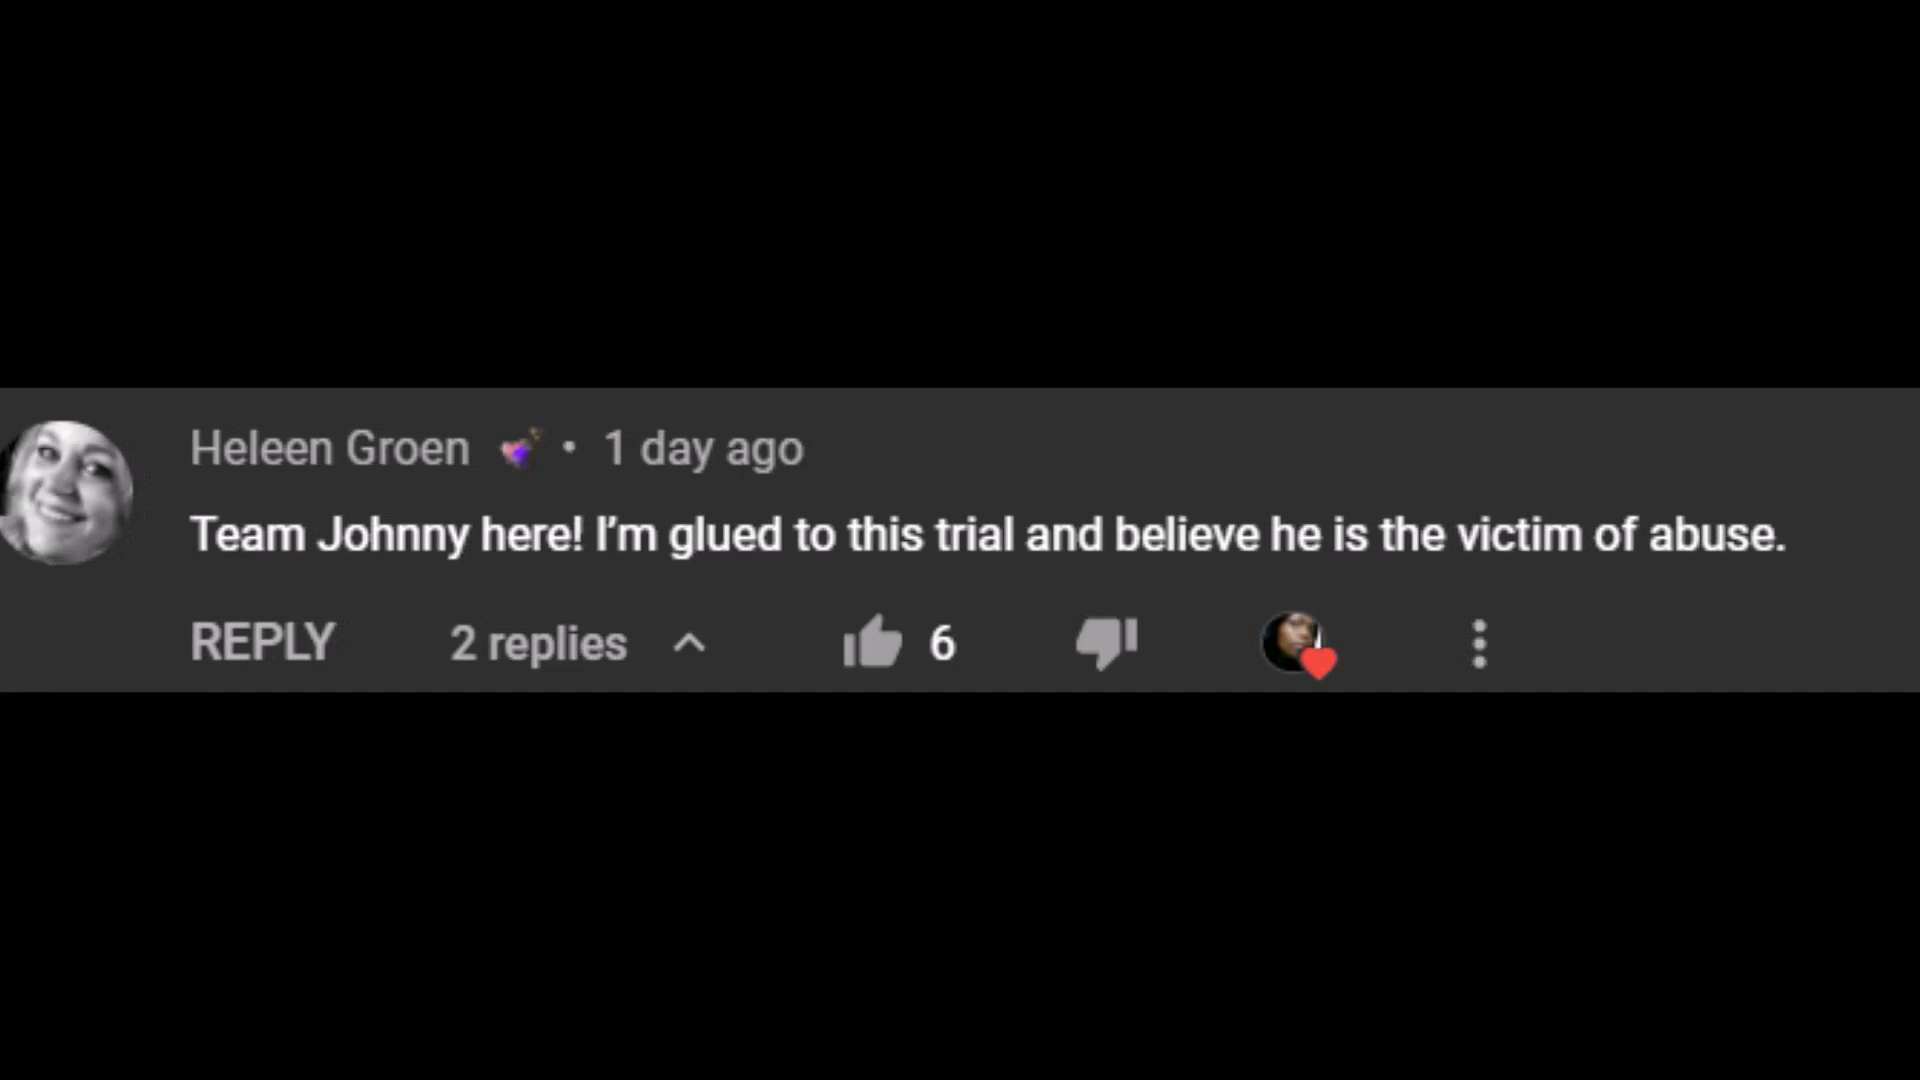 Heleen Groen • 1 day ago
Team Johnny here! I'm glued to this trial and believe he is the victim of abuse.
REPLY 2 replies 6